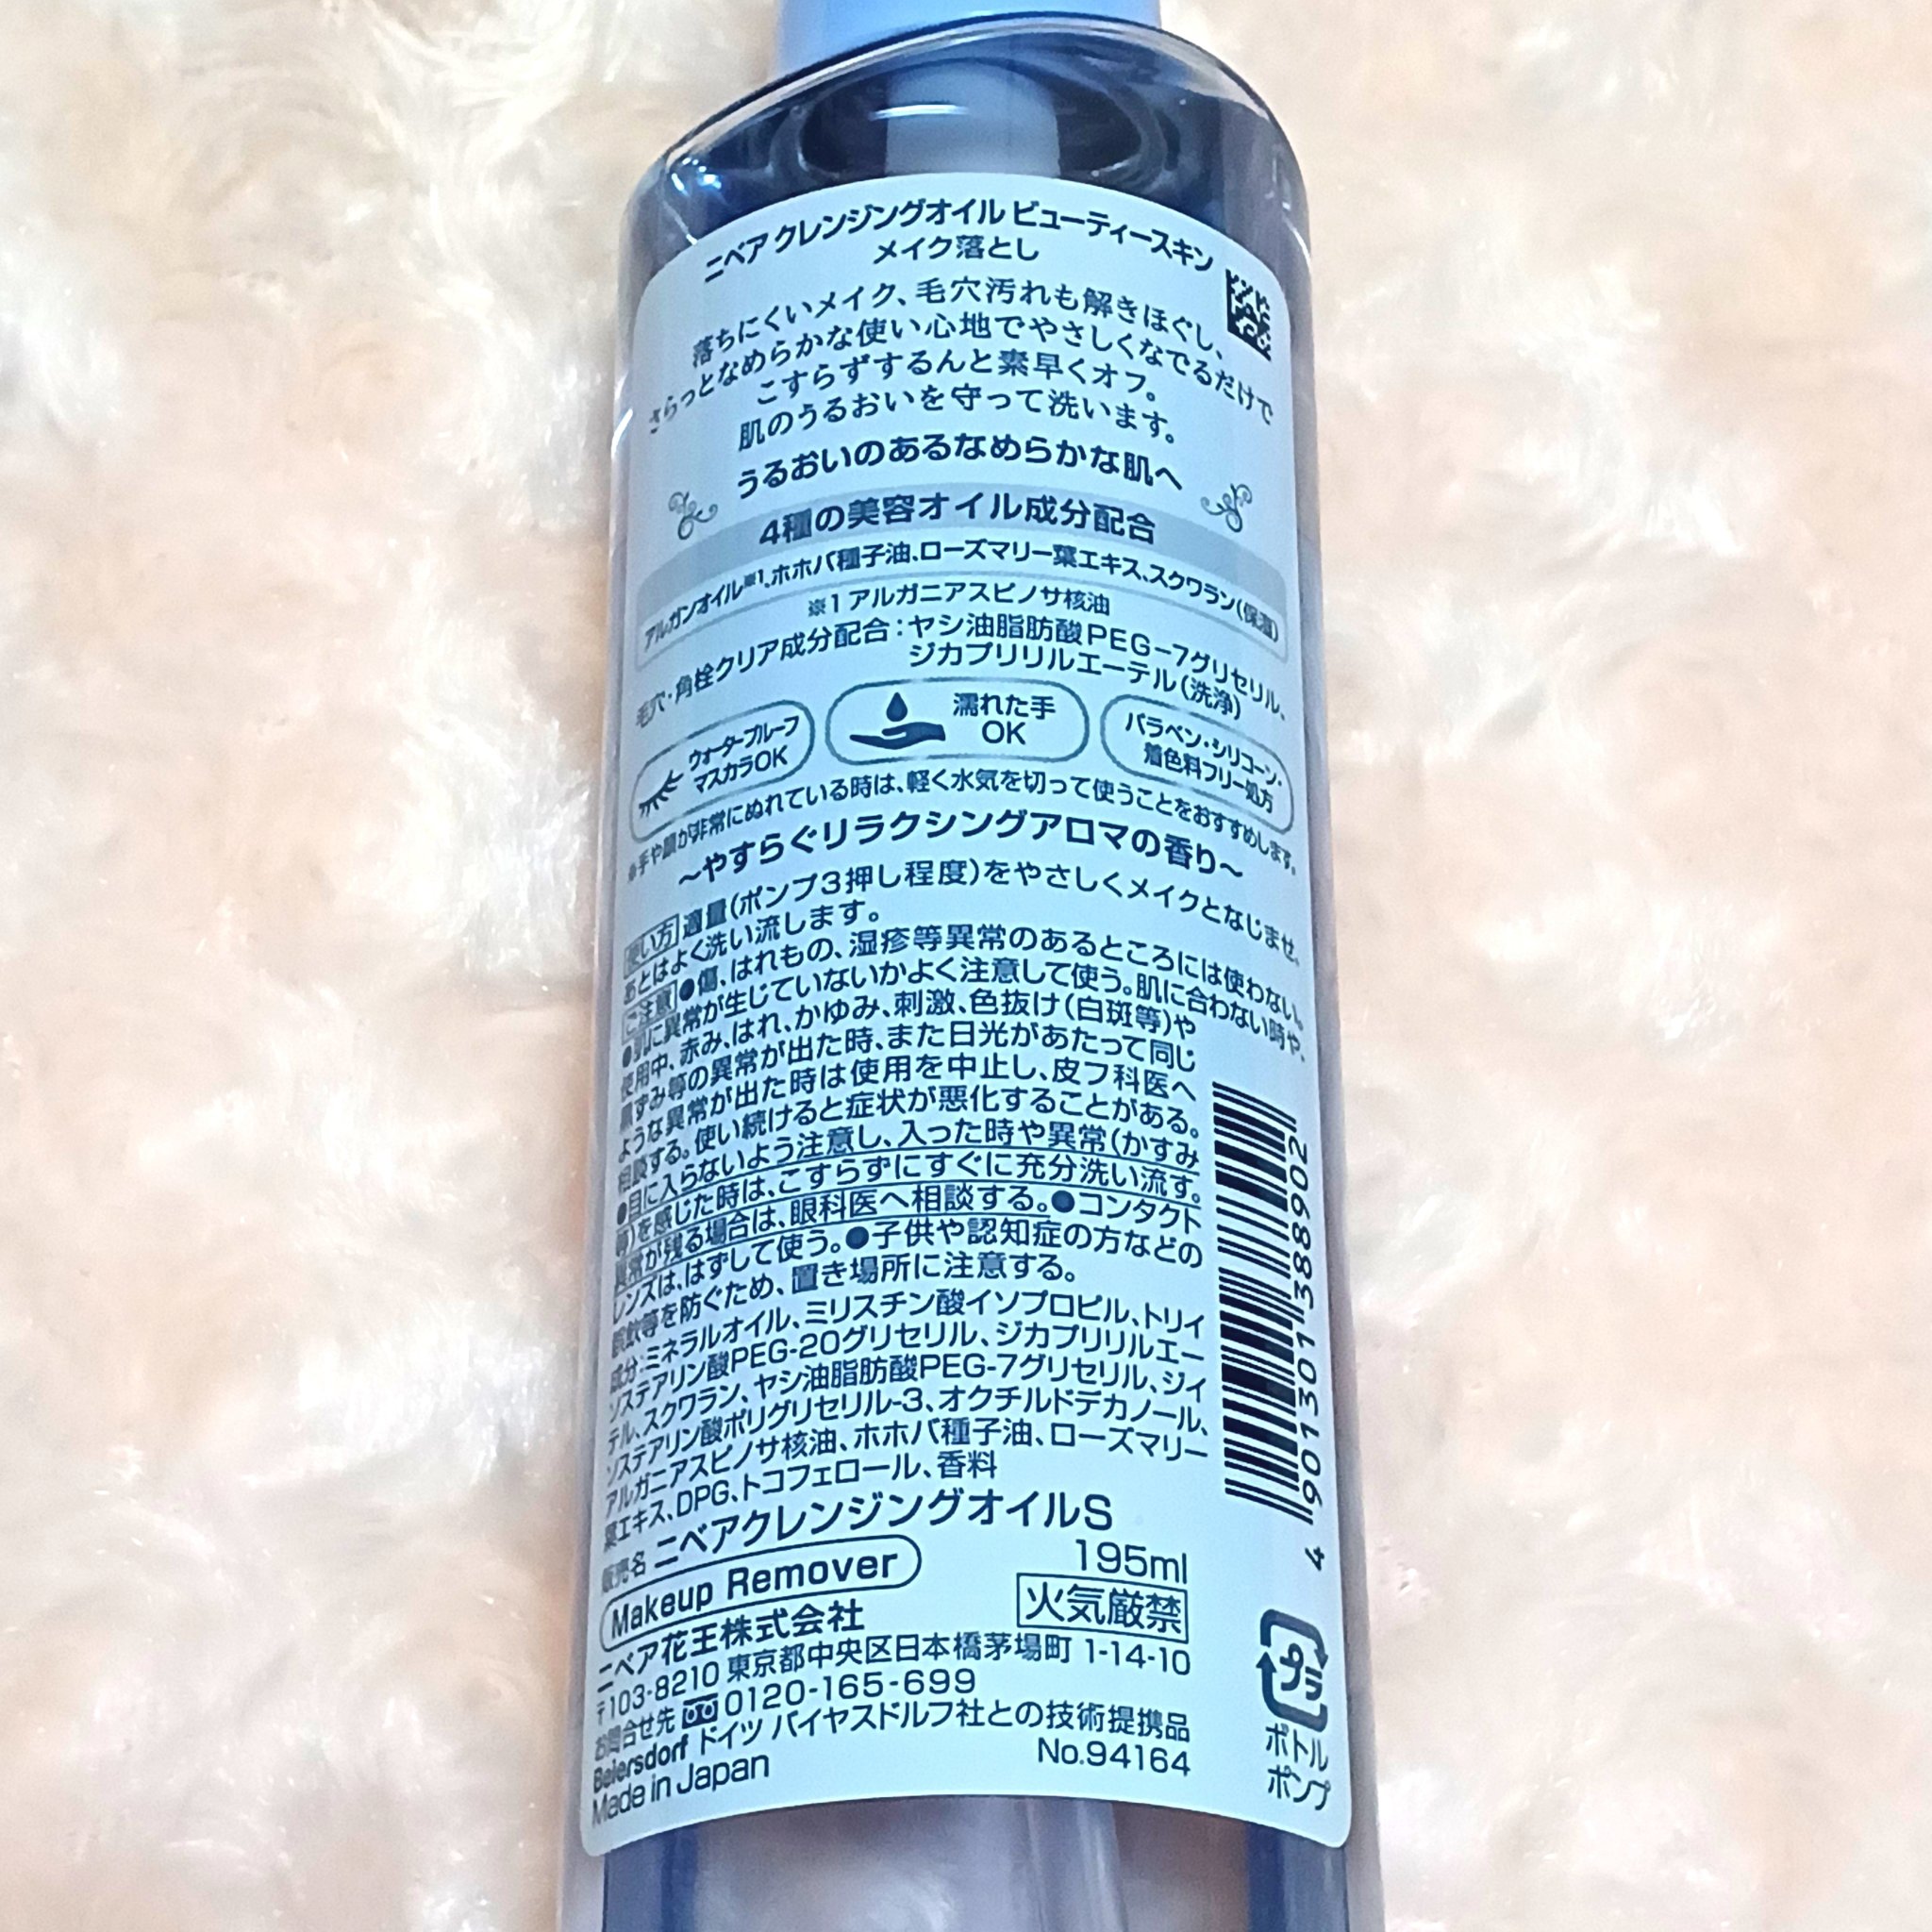 ニベア クレンジングオイル ビューティースキン
メイク落とし
落ちにくいメイク、毛穴汚れも解きほぐし、
さらっとなめらかな使い心地でやさしくなでるだけで
こすらずするんと素早くオフ。
肌のうるおいを守って洗います。
うるおいのあるなめらかな肌へ
4種の美容オイル成分配合
アルガンオイル※1、ホホバ種子油、ローズマリー葉エキス、スクワラン(保湿)
※1 アルガニアスピノサ核油
毛穴・角栓クリア成分配合：ヤシ油脂肪酸PEG-7グリセリル、
ジカプリリルエーテル(洗浄)
ウォータープルーフ
マスカラOK
濡れた手
OK
パラベン・シリコーン・
着色料フリー処方
※手や顔が非常にぬれている時は、軽く水気を切って使うことをおすすめします。
～やすらぐリラクシングアロマの香り～
使い方 適量(ポンプ3押し程度)をやさしくメイクとなじませ、
あとはよく洗い流します。
ご注意 ●傷、はれもの、湿疹等異常のあるところには使わない。
●肌に異常が生じていないかよく注意して使う。肌に合わない時や、
使用中、赤み、はれ、かゆみ、刺激、色抜け(白斑等)や
黒ずみ等の異常が出た時、また日光があたって同じ
ような異常が出た時は使用を中止し、皮フ科医へ
相談する。使い続けると症状が悪化することがある。
●目に入らないよう注意し、入った時や異常(かすみ
等)を感じた時は、こすらずにすぐに充分洗い流す。
異常が残る場合は、眼科医へ相談する。●コンタクト
レンズは、はずして使う。●子供や認知症の方などの
誤飲等を防ぐため、置き場所に注意する。
成分：ミネラルオイル、ミリスチン酸イソプロピル、トリイ
ソステアリン酸PEG-20グリセリル、ジカプリリルエー
テル、スクワラン、ヤシ油脂肪酸PEG-7グリセリル、ジイ
ソステアリン酸ポリグリセリル-3、オクチルドデカノール、
アルガニアスピノサ核油、ホホバ種子油、ローズマリー
葉エキス、DPG、トコフェロール、香料
販売名 ニベアクレンジングオイルS
Makeup Remover
195ml
火気厳禁
ニベア花王株式会社
〒103-8210 東京都中央区日本橋茅場町 1-14-10
お問合せ先 0120-165-699
Beiersdorf ドイツ バイヤスドルフ社との技術提携品
Made in Japan
No.94164
4 901301 388902
プラ
ボトル
ポンプ